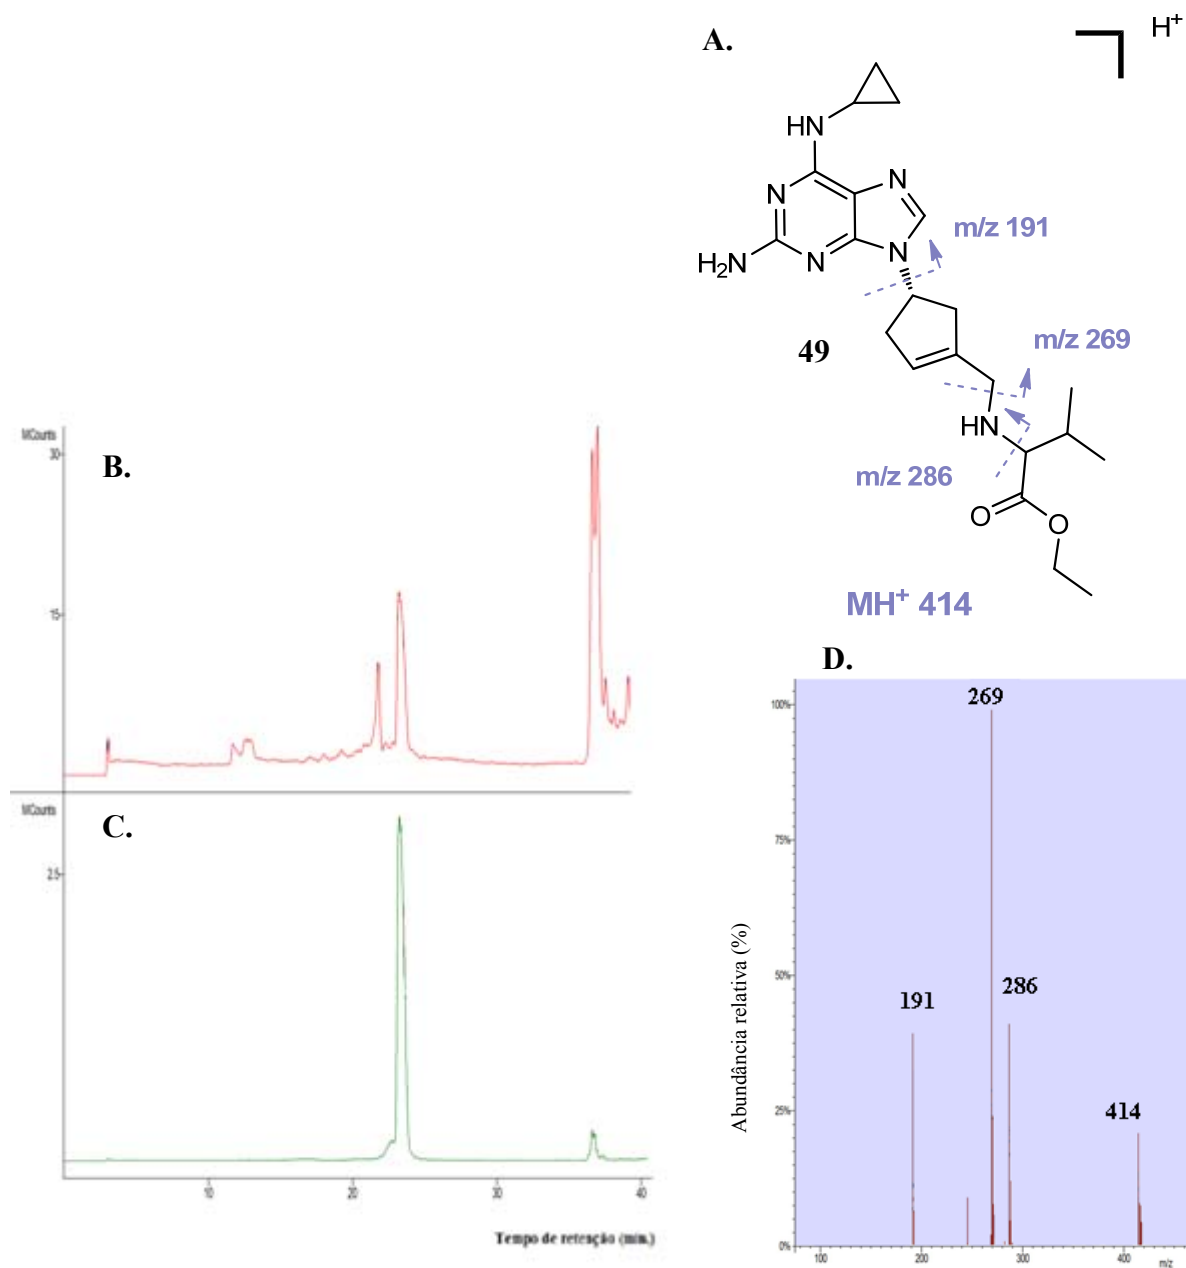 A.
H⁺
HN
N
N
N
N
H₂N
m/z 191
49
m/z 269
HN
m/z 286
O
O
MH⁺ 414
MCounts
30
B.
15
MCounts
C.
2.5
10 20 30 40
Tempo de retenção (min.)
D.
100%
269
75%
50%
286
191
25%
414
0%
100 200 300 400
m/z
Abundância relativa (%)